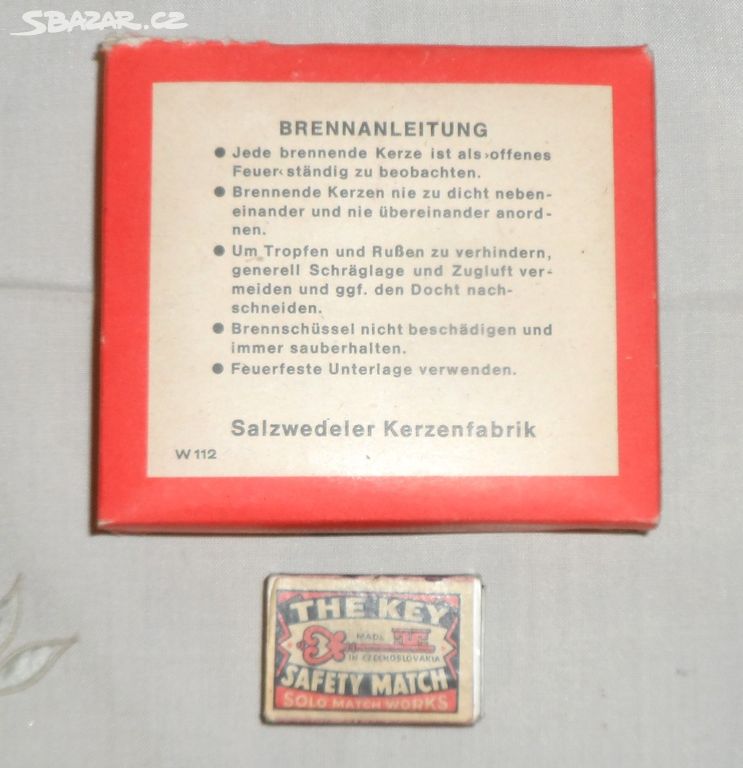 SBAZAR.CZ
BRENNANLEITUNG
● Jede brennende Kerze ist als ›offenes
Feuer‹ ständig zu beobachten.
● Brennende Kerzen nie zu dicht neben-
einander und nie übereinander anord-
nen.
● Um Tropfen und Rußen zu verhindern,
generell Schräglage und Zugluft ver-
meiden und ggf. den Docht nach-
schneiden.
● Brennschüssel nicht beschädigen und
immer sauberhalten.
● Feuerfeste Unterlage verwenden.
Salzwedeler Kerzenfabrik
W 112
THE KEY
MADE
IN CZECHOSLOVAKIA
SAFETY MATCH
SOLO MATCH WORKS